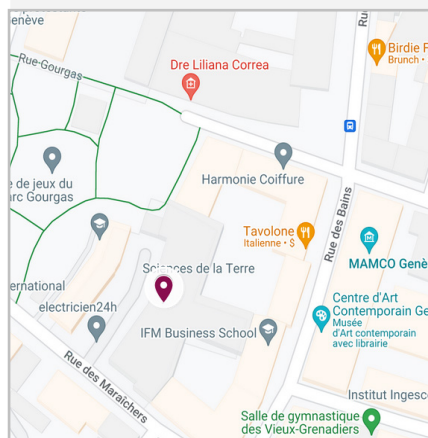 enève
Ru
Birdie F
Brunch •
Rue Gourgas
Dre Liliana Correa
Harmonie Coiffure
e de jeux du
rc Gourgas
Rue des Bains
Tavolone
Italienne • $
MAMCO Genè
Sciences de la Terre
ernational
electricien24h
Centre d'Art
Contemporain Ge
Musée
d'Art contemporain
avec librairie
IFM Business School
Rue des Maraîchers
Institut Ingesc
Salle de gymnastique
des Vieux-Grenadiers